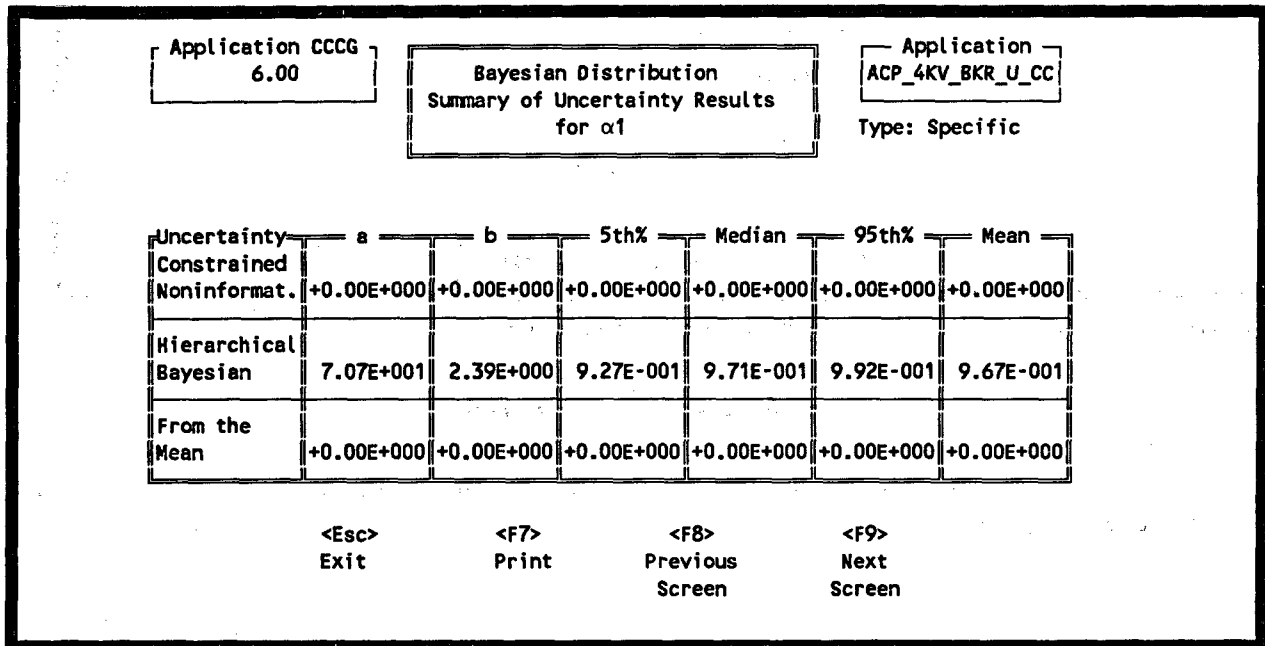 Application CCCG
6.00
Bayesian Distribution
Summary of Uncertainty Results
for α1
Application
ACP_4KV_BKR_U_CC
Type: Specific
Uncertainty a b 5th% Median 95th% Mean
Constrained
Noninformat. +0.00E+000 +0.00E+000 +0.00E+000 +0.00E+000 +0.00E+000 +0.00E+000
Hierarchical
Bayesian 7.07E+001 2.39E+000 9.27E-001 9.71E-001 9.92E-001 9.67E-001
From the
Mean +0.00E+000 +0.00E+000 +0.00E+000 +0.00E+000 +0.00E+000 +0.00E+000
<Esc> <F7> <F8> <F9>
Exit Print Previous Next
Screen Screen